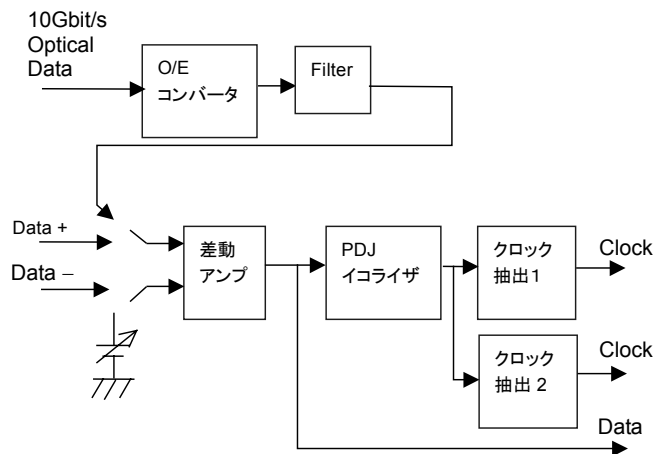 10Gbit/s
Optical
Data
O/E
コンバータ
Filter
Data +
Data −
差動
アンプ
PDJ
イコライザ
クロック
抽出1
Clock
クロック
抽出 2
Clock
Data